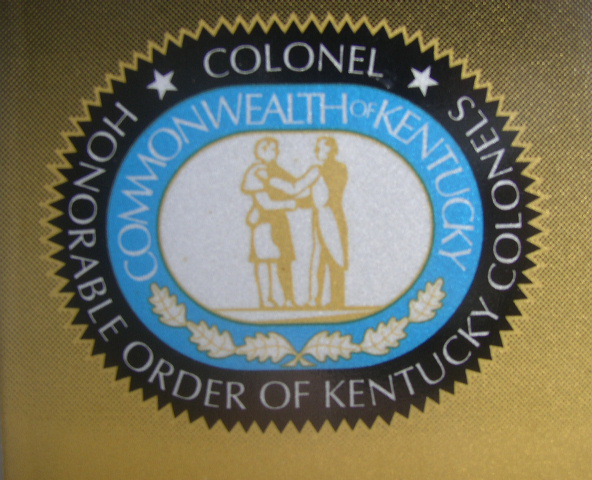 COLONEL
HONORABLE ORDER OF KENTUCKY COLONELS
COMMONWEALTH OF KENTUCKY